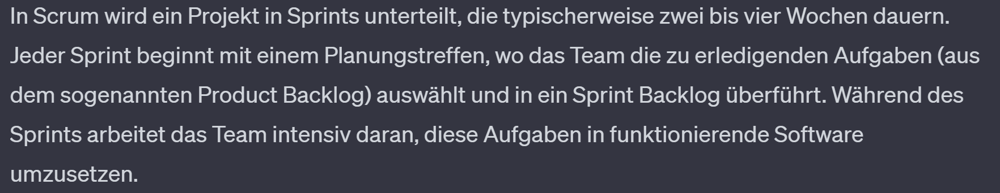 In Scrum wird ein Projekt in Sprints unterteilt, die typischerweise zwei bis vier Wochen dauern.
Jeder Sprint beginnt mit einem Planungstreffen, wo das Team die zu erledigenden Aufgaben (aus
dem sogenannten Product Backlog) auswählt und in ein Sprint Backlog überführt. Während des
Sprints arbeitet das Team intensiv daran, diese Aufgaben in funktionierende Software
umzusetzen.